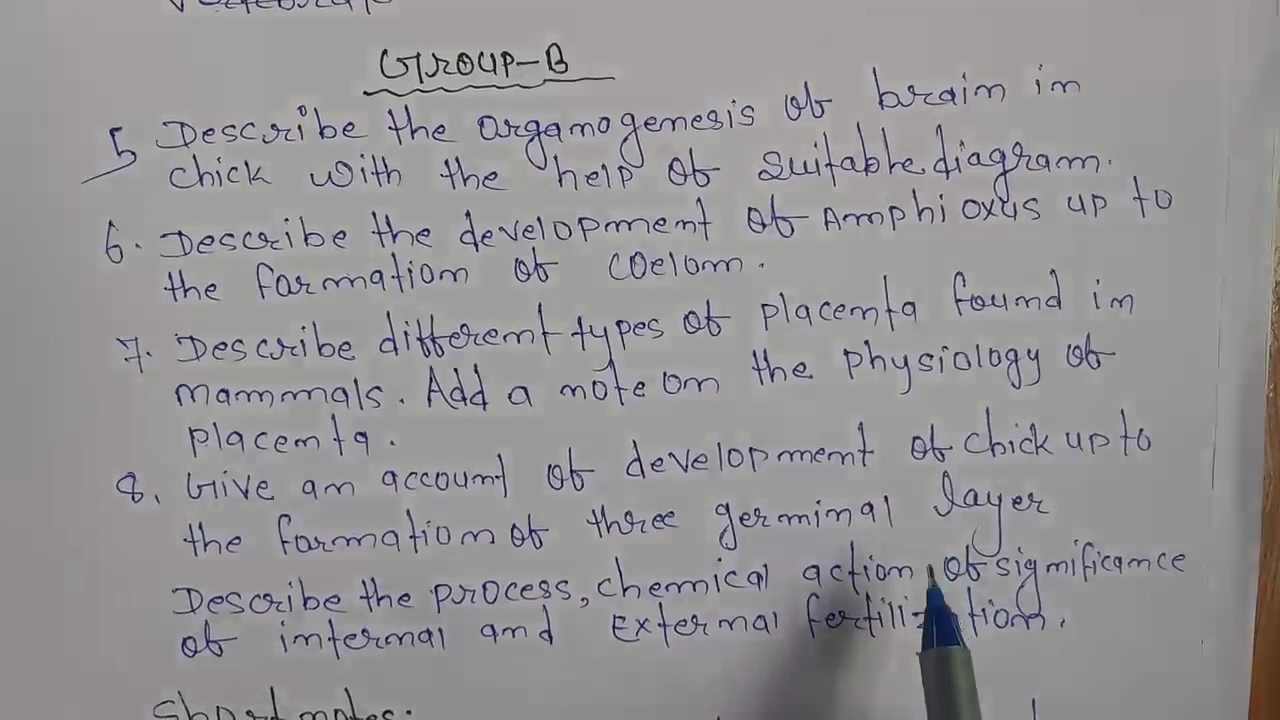 Group-B
5 Describe the organogenesis of brain in
chick with the help of suitable diagram.
6. Describe the development of Amphioxus up to
the formation of coelom.
7. Describe different types of placenta found in
mammals. Add a note on the physiology of
placenta.
8. Give an account of development of chick up to
the formation of three germinal layer
Describe the process, chemical action of significance
of internal and External fertilization.
Short notes: